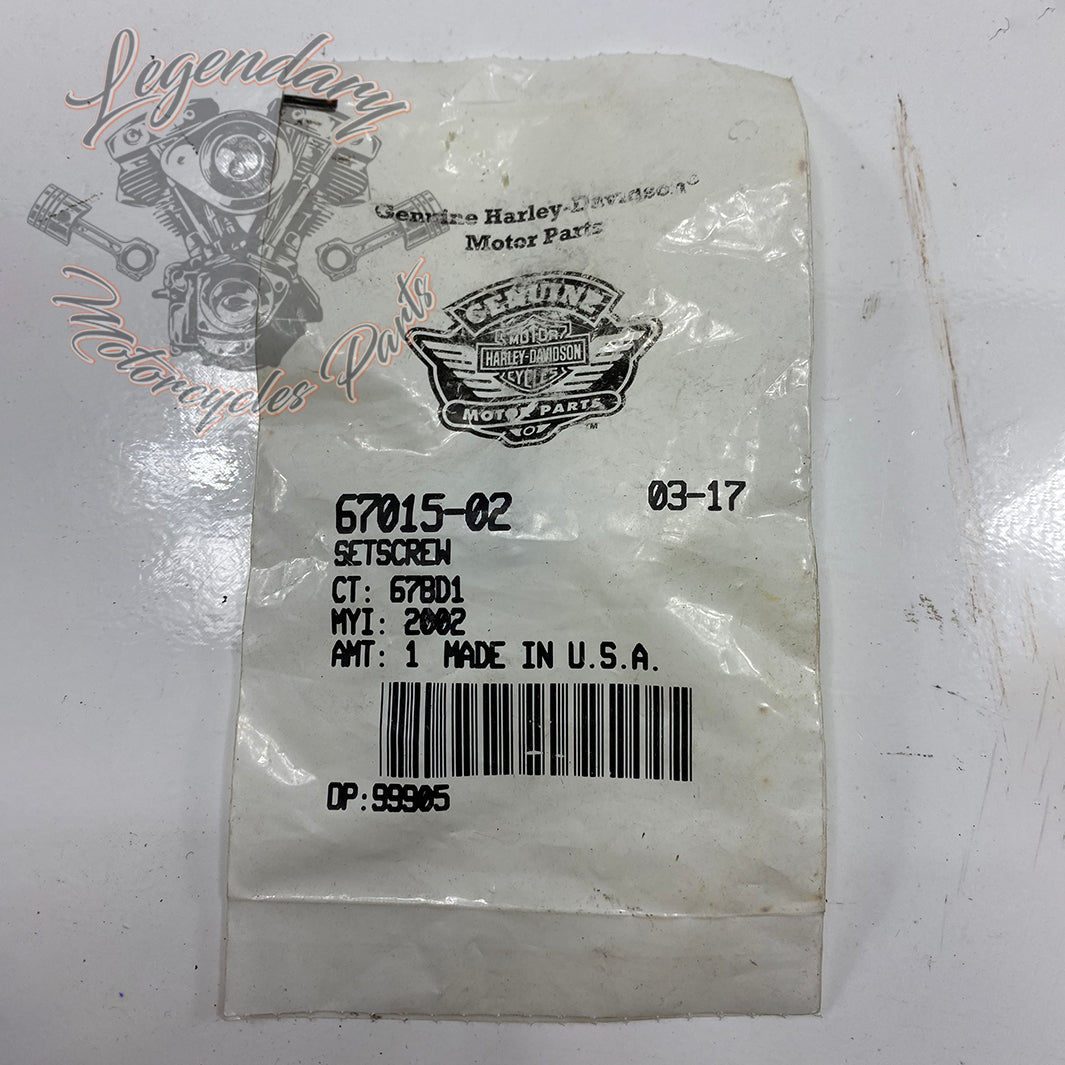 Legendary
Motorcycles Parts
Genuine Harley-Davidson®
Motor Parts
GENUINE
MOTOR
HARLEY-DAVIDSON
CYCLES
MOTOR PARTS
TM
67015-02
03-17
SETSCREW
CT: 67BD1
MYI: 2002
AMT: 1 MADE IN U.S.A.
OP:99905